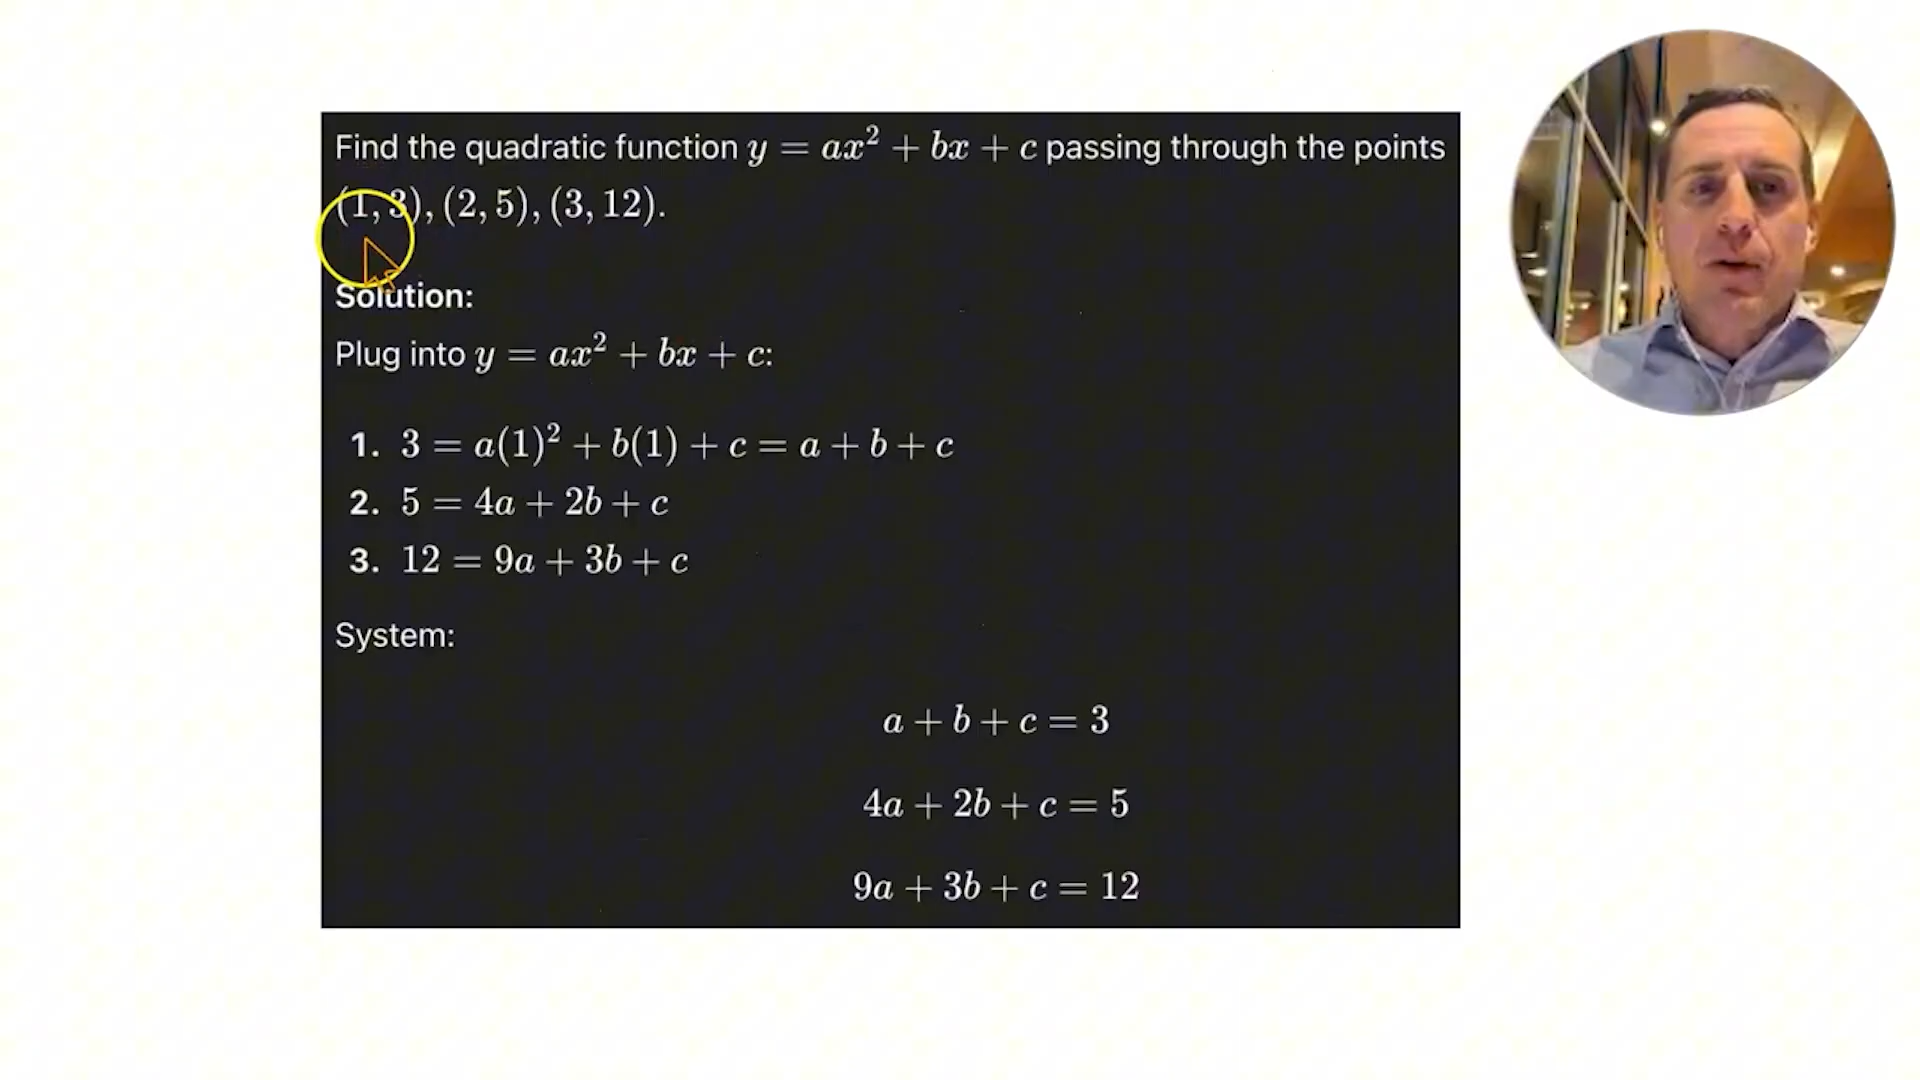 Find the quadratic function y = ax² + bx + c passing through the points
(1, 3), (2, 5), (3, 12).
Solution:
Plug into y = ax² + bx + c:
1. 3 = a(1)² + b(1) + c = a + b + c
2. 5 = 4a + 2b + c
3. 12 = 9a + 3b + c
System:
a + b + c = 3
4a + 2b + c = 5
9a + 3b + c = 12